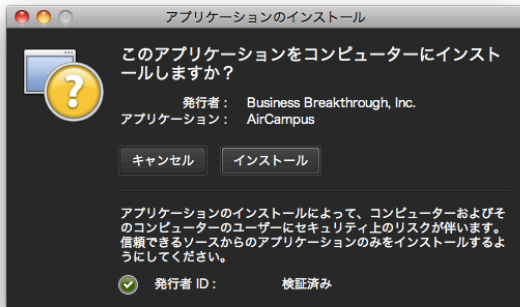 アプリケーションのインストール
このアプリケーションをコンピューターにインスト
ールしますか？
発行者： Business Breakthrough, Inc.
アプリケーション： AirCampus
キャンセル インストール
アプリケーションのインストールによって、コンピューターおよびそ
のコンピューターのユーザーにセキュリティ上のリスクが伴います。
信頼できるソースからのアプリケーションのみをインストールするよ
うにしてください。
発行者 ID： 検証済み